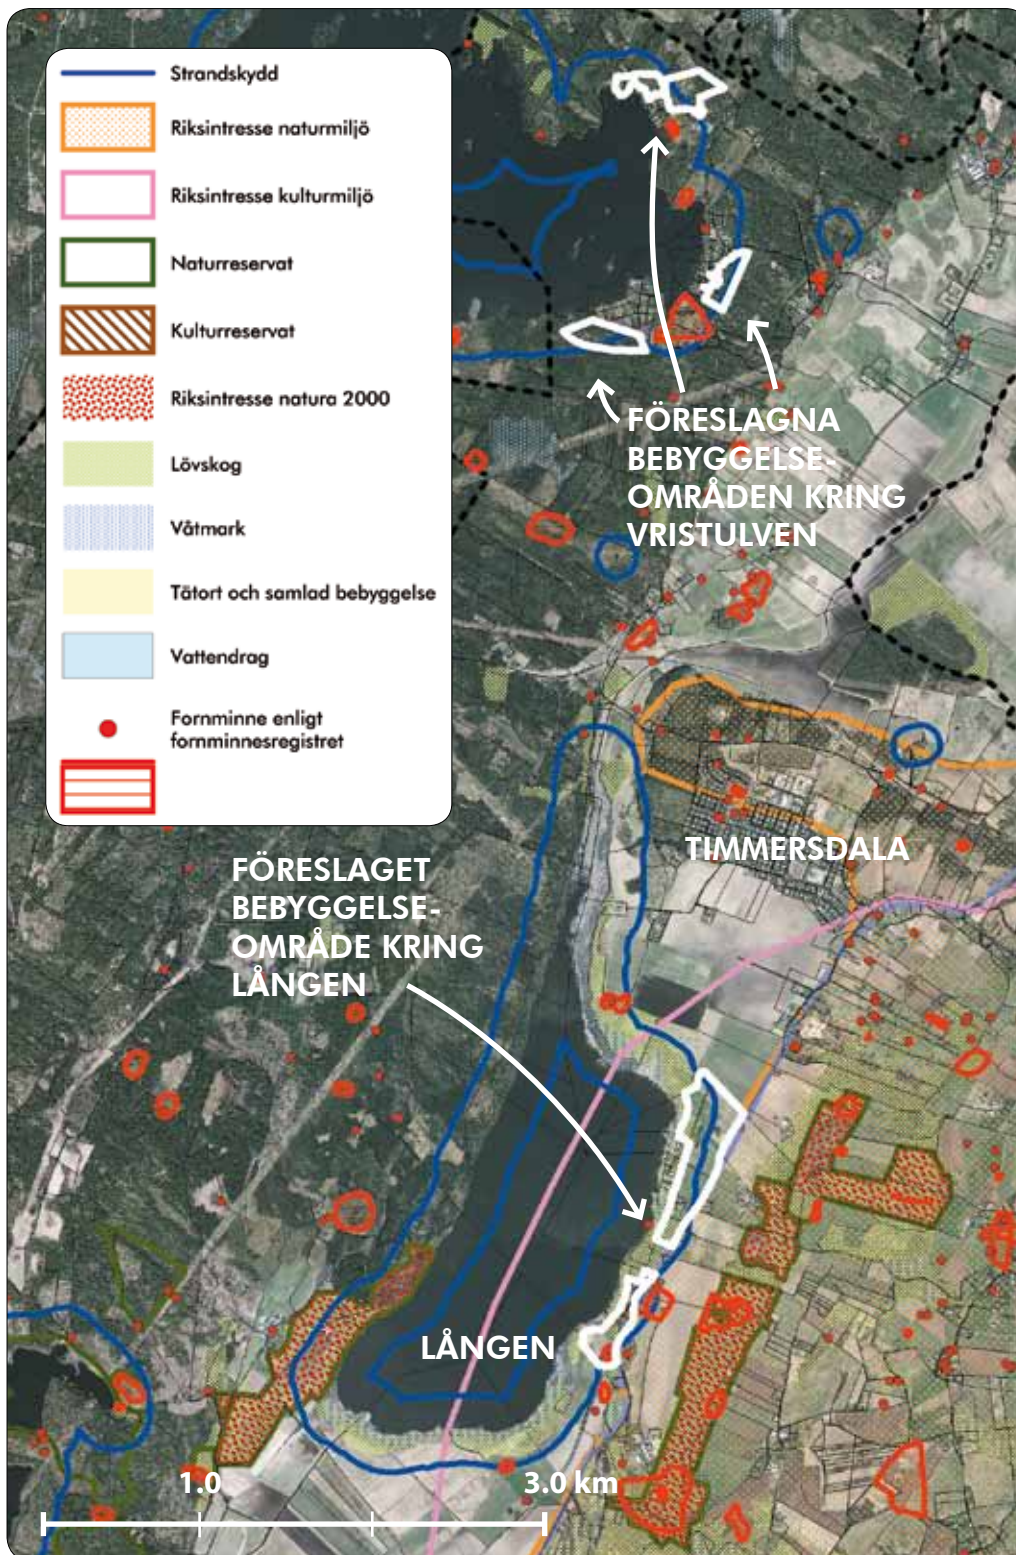 Strandskydd
Riksintresse naturmiljö
Riksintresse kulturmiljö
Naturreservat
Kulturreservat
Riksintresse natura 2000
Lövskog
Våtmark
Tätort och samlad bebyggelse
Vattendrag
Fornminne enligt
fornminnesregistret
FÖRESLAGNA
BEBYGGELSE-
OMRÅDEN KRING
VRISTULVEN
TIMMERSDALA
FÖRESLAGET
BEBYGGELSE-
OMRÅDE KRING
LÅNGEN
LÅNGEN
1.0
3.0 km